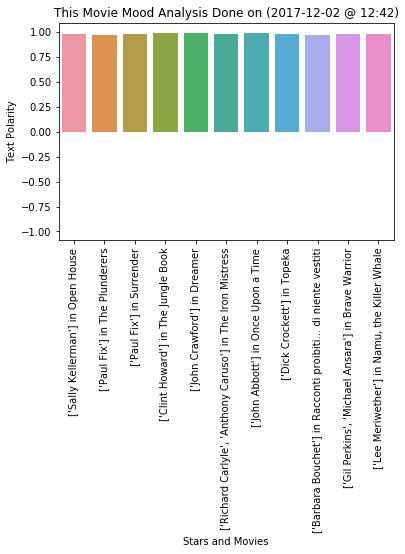 This Movie Mood Analysis Done on (2017-12-02 @ 12:42)
Text Polarity
1.00
0.75
0.50
0.25
0.00
−0.25
−0.50
−0.75
−1.00
['Sally Kellerman'] in Open House
['Paul Fix'] in The Plunderers
['Paul Fix'] in Surrender
['Clint Howard'] in The Jungle Book
['John Crawford'] in Dreamer
['Richard Carlyle', 'Anthony Caruso'] in The Iron Mistress
['John Abbott'] in Once Upon a Time
['Dick Crockett'] in Topeka
['Barbara Bouchet'] in Racconti proibiti... di niente vestiti
['Gil Perkins', 'Michael Ansara'] in Brave Warrior
['Lee Meriwether'] in Namu, the Killer Whale
Stars and Movies